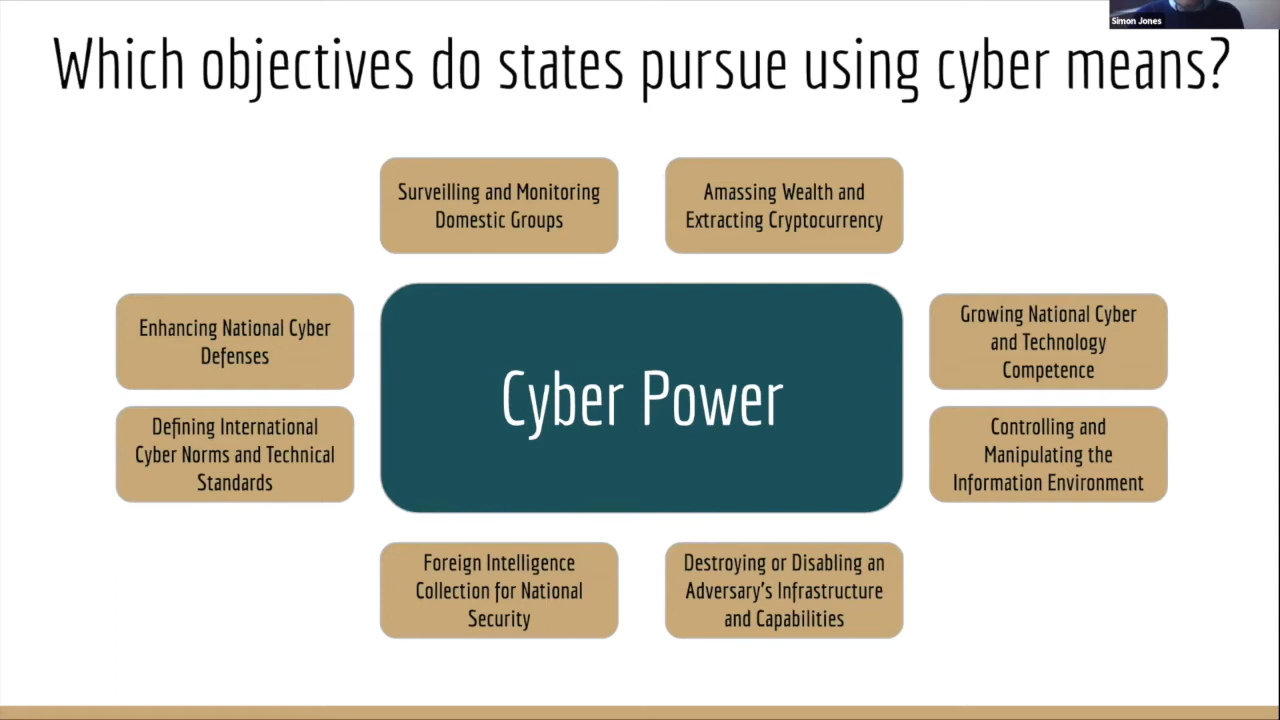 Simon Jones
Which objectives do states pursue using cyber means?
Surveilling and Monitoring
Domestic Groups
Amassing Wealth and
Extracting Cryptocurrency
Enhancing National Cyber
Defenses
Growing National Cyber
and Technology
Competence
Cyber Power
Defining International
Cyber Norms and Technical
Standards
Controlling and
Manipulating the
Information Environment
Foreign Intelligence
Collection for National
Security
Destroying or Disabling an
Adversary's Infrastructure
and Capabilities